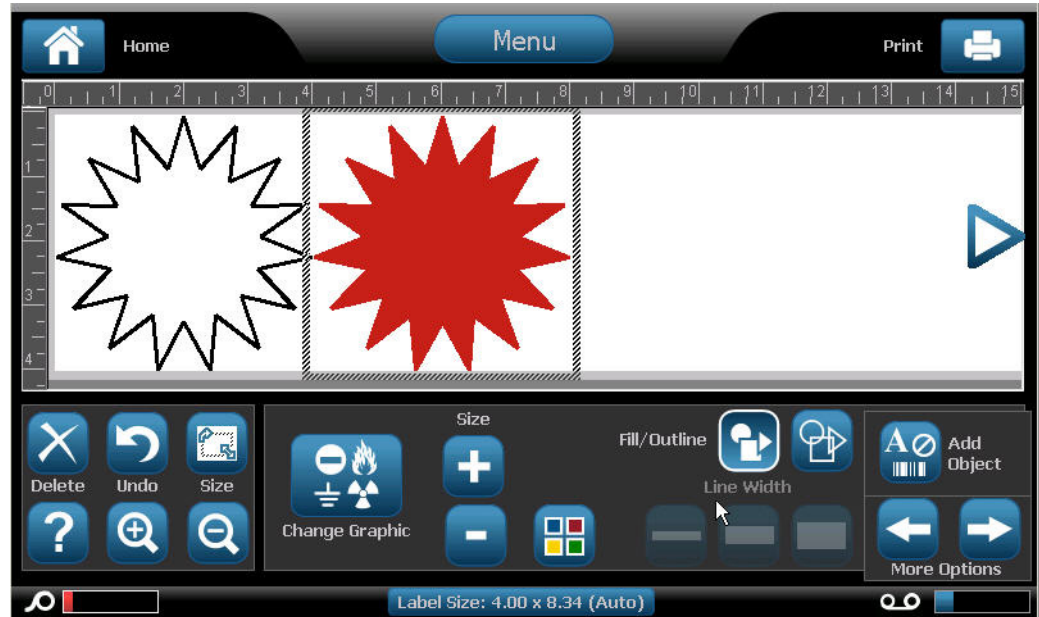 Home
Menu
Print
0 1 2 3 4 5 6 7 8 9 10 11 12 13 14 15
1
2
3
4
Delete
Undo
Size
?
Change Graphic
Size
Fill/Outline
Line Width
A
Add
Object
More Options
Label Size: 4.00 x 8.34 (Auto)